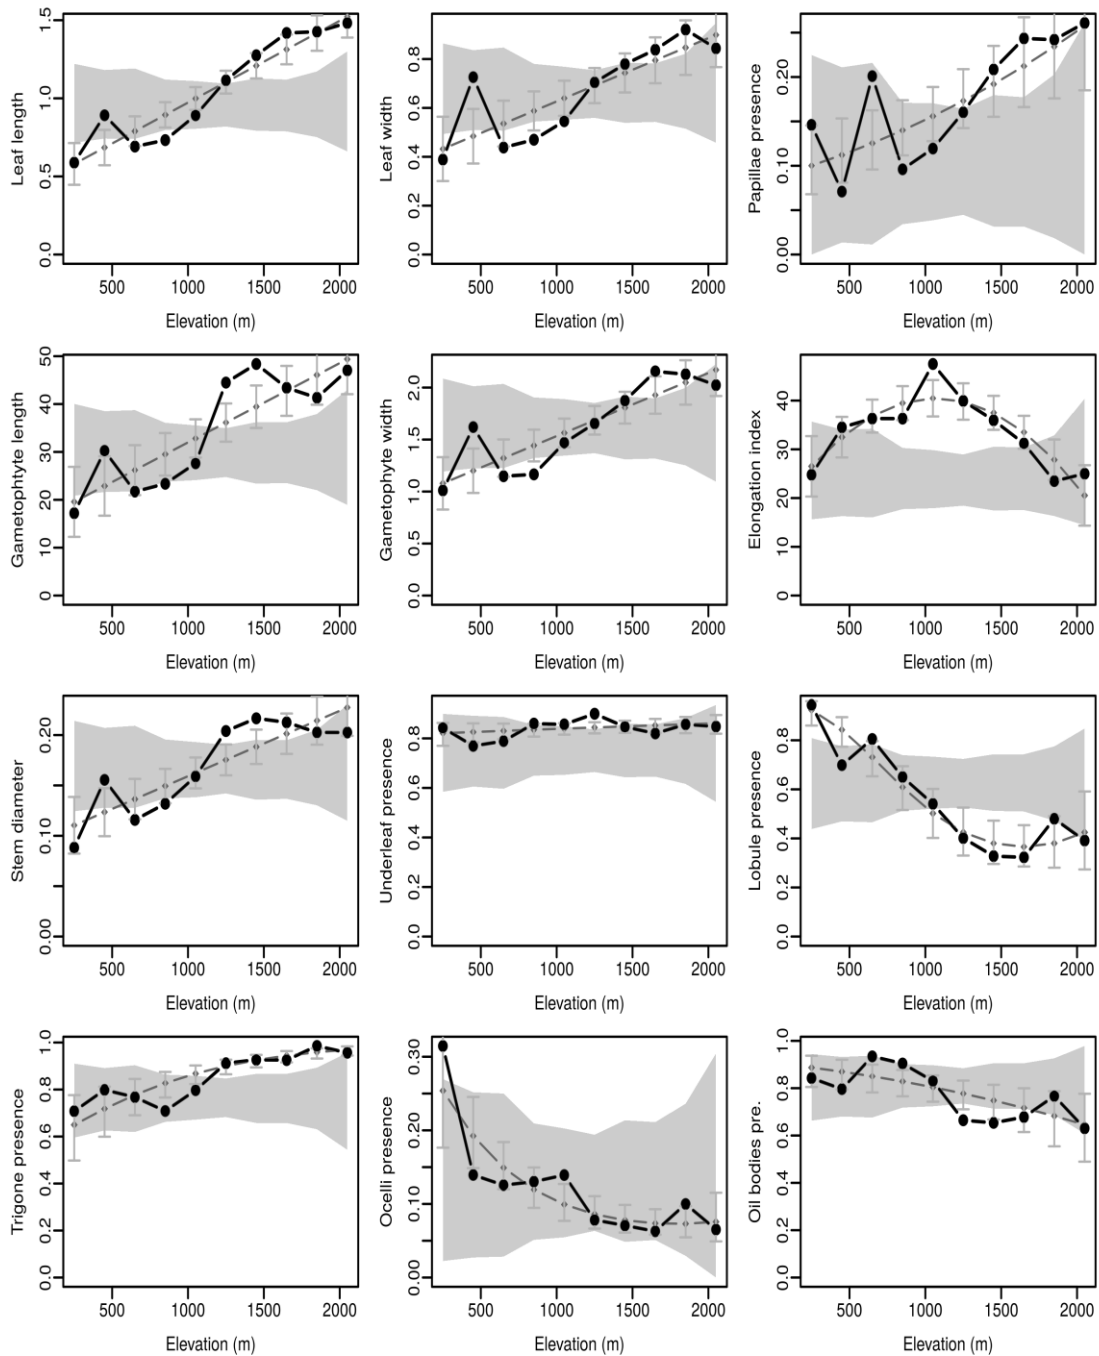 Leaf length
0.0 0.5 1.0 1.5
500 1000 1500 2000
Elevation (m)
Leaf width
0.0 0.2 0.4 0.6 0.8
500 1000 1500 2000
Elevation (m)
Papillae presence
0.00 0.10 0.20
500 1000 1500 2000
Elevation (m)
Gametophyte length
0 10 20 30 40 50
500 1000 1500 2000
Elevation (m)
Gametophyte width
0.0 0.5 1.0 1.5 2.0
500 1000 1500 2000
Elevation (m)
Elongation index
0 10 20 30 40
500 1000 1500 2000
Elevation (m)
Stem diameter
0.00 0.10 0.20
500 1000 1500 2000
Elevation (m)
Underleaf presence
0.0 0.2 0.4 0.6 0.8
500 1000 1500 2000
Elevation (m)
Lobule presence
0.0 0.2 0.4 0.6 0.8
500 1000 1500 2000
Elevation (m)
Trigone presence
0.0 0.2 0.4 0.6 0.8 1.0
500 1000 1500 2000
Elevation (m)
Ocelli presence
0.00 0.10 0.20 0.30
500 1000 1500 2000
Elevation (m)
Oil bodies pre.
0.0 0.2 0.4 0.6 0.8 1.0
500 1000 1500 2000
Elevation (m)